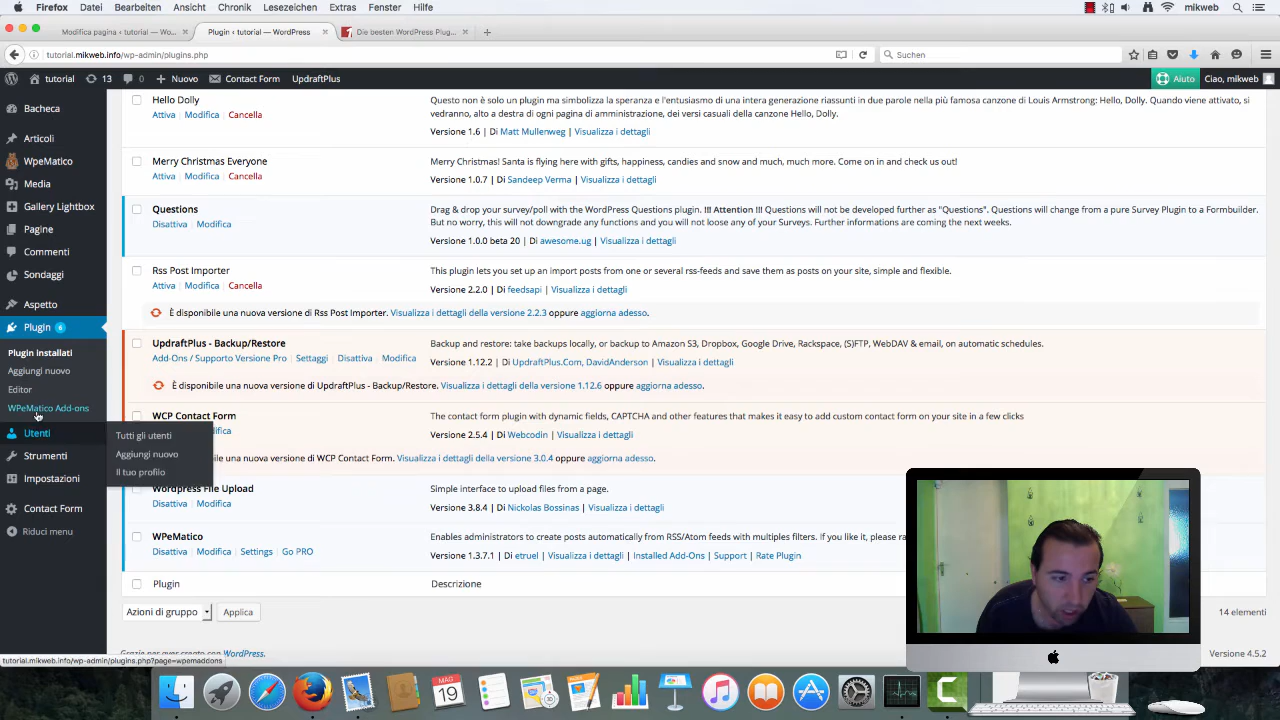 Firefox Ablage Bearbeiten Ansicht Chronik Lesezeichen Extras Fenster Hilfe mikweb
Modifica pagina ‹ tutorial — W... × Plugin ‹ tutorial — WordPress × Die besten WordPress Plug... × +
tutorial.mikweb.info/wp-admin/plugins.php Suchen
tutorial 13 0 + Nuovo Contact Form UpdraftPlus Aiuto Ciao, mikweb
Bacheca
Articoli
WPeMatico
Media
Gallery Lightbox
Pagine
Commenti
Sondaggi
Aspetto
Plugin 6
Plugin installati
Aggiungi nuovo
Editor
WPeMatico Add-ons
Utenti
Strumenti
Impostazioni
Contact Form
Riduci menu
Tutti gli utenti
Aggiungi nuovo
Il tuo profilo
Hello Dolly
Attiva | Modifica | Cancella
Questo non è solo un plugin ma simbolizza la speranza e l'entusiasmo di una intera generazione riassunti in due parole nella più famosa canzone di Louis Armstrong: Hello, Dolly. Quando viene attivato, si
vedranno, alto a destra di ogni pagina di amministrazione, dei versi casuali della canzone Hello, Dolly.
Versione 1.6 | Di Matt Mullenweg | Visualizza i dettagli
Merry Christmas Everyone
Attiva | Modifica | Cancella
Merry Christmas! Santa is flying here with gifts, happiness, candies and snow and much, much more. Come on in and check us out!
Versione 1.0.7 | Di Sandeep Verma | Visualizza i dettagli
Questions
Disattiva | Modifica
Drag & drop your survey/poll with the WordPress Questions plugin. !!! Attention !!! Questions will not be developed further as "Questions". Questions will change from a pure Survey Plugin to a Formbuilder.
But no worry, this will not downgrade any functions and you will not loose any of your Surveys. Further informations are coming the next weeks.
Versione 1.0.0 beta 20 | Di awesome.ug | Visualizza i dettagli
Rss Post Importer
Attiva | Modifica | Cancella
This plugin lets you set up an import posts from one or several rss-feeds and save them as posts on your site, simple and flexible.
Versione 2.2.0 | Di feedsapi | Visualizza i dettagli
È disponibile una nuova versione di Rss Post Importer. Visualizza i dettagli della versione 2.2.3 oppure aggiorna adesso.
UpdraftPlus - Backup/Restore
Add-Ons / Supporto Versione Pro | Settaggi | Disattiva | Modifica
Backup and restore: take backups locally, or backup to Amazon S3, Dropbox, Google Drive, Rackspace, (S)FTP, WebDAV & email, on automatic schedules.
Versione 1.12.2 | Di UpdraftPlus.Com, DavidAnderson | Visualizza i dettagli
È disponibile una nuova versione di UpdraftPlus - Backup/Restore. Visualizza i dettagli della versione 1.12.6 oppure aggiorna adesso.
WCP Contact Form
The contact form plugin with dynamic fields, CAPTCHA and other features that makes it easy to add custom contact form on your site in a few clicks
Versione 2.5.4 | Di Webcodin | Visualizza i dettagli
una nuova versione di WCP Contact Form. Visualizza i dettagli della versione 3.0.4 oppure aggiorna adesso.
Wordpress File Upload
Disattiva | Modifica
Simple interface to upload files from a page.
Versione 3.8.4 | Di Nickolas Bossinas | Visualizza i dettagli
WPeMatico
Disattiva | Modifica | Settings | Go PRO
Enables administrators to create posts automatically from RSS/Atom feeds with multiples filters. If you like it, please ra
Versione 1.3.7.1 | Di etruel | Visualizza i dettagli | Installed Add-Ons | Support | Rate Plugin
Plugin Descrizione
Azioni di gruppo Applica 14 elementi
Grazie per aver creato con WordPress. Versione 4.5.2
tutorial.mikweb.info/wp-admin/plugins.php?page=wpemaddons
MAG
19